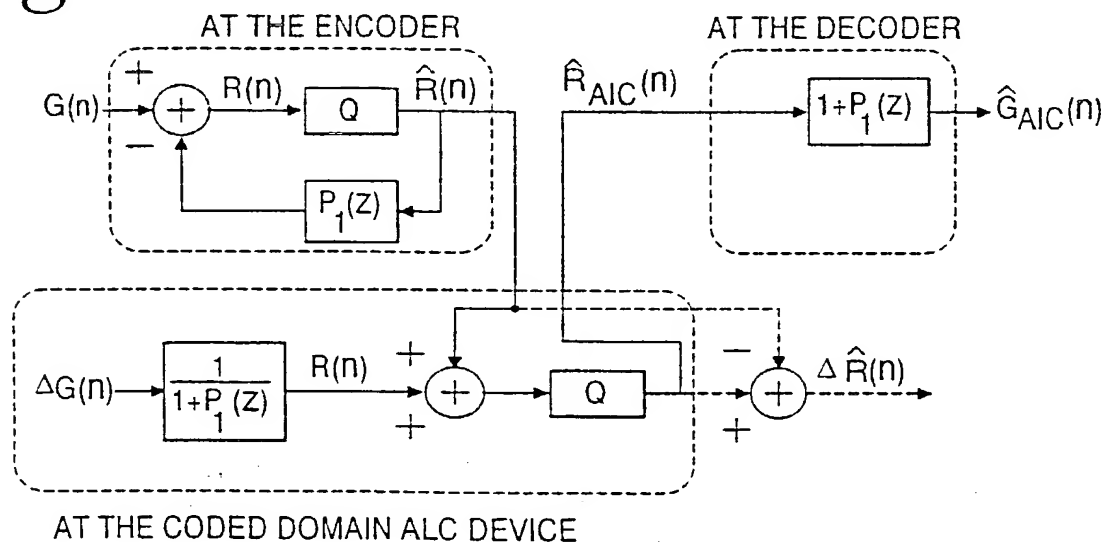 AT THE ENCODER
AT THE DECODER
+
G(n)
+
R(n)
Q
R̂(n)
−
P₁(Z)
R̂AIC(n)
1+P₁(Z)
ĜAIC(n)
ΔG(n)
1
1+P₁(Z)
R(n)
+
+
+
Q
−
+
+
Δ R̂(n)
AT THE CODED DOMAIN ALC DEVICE